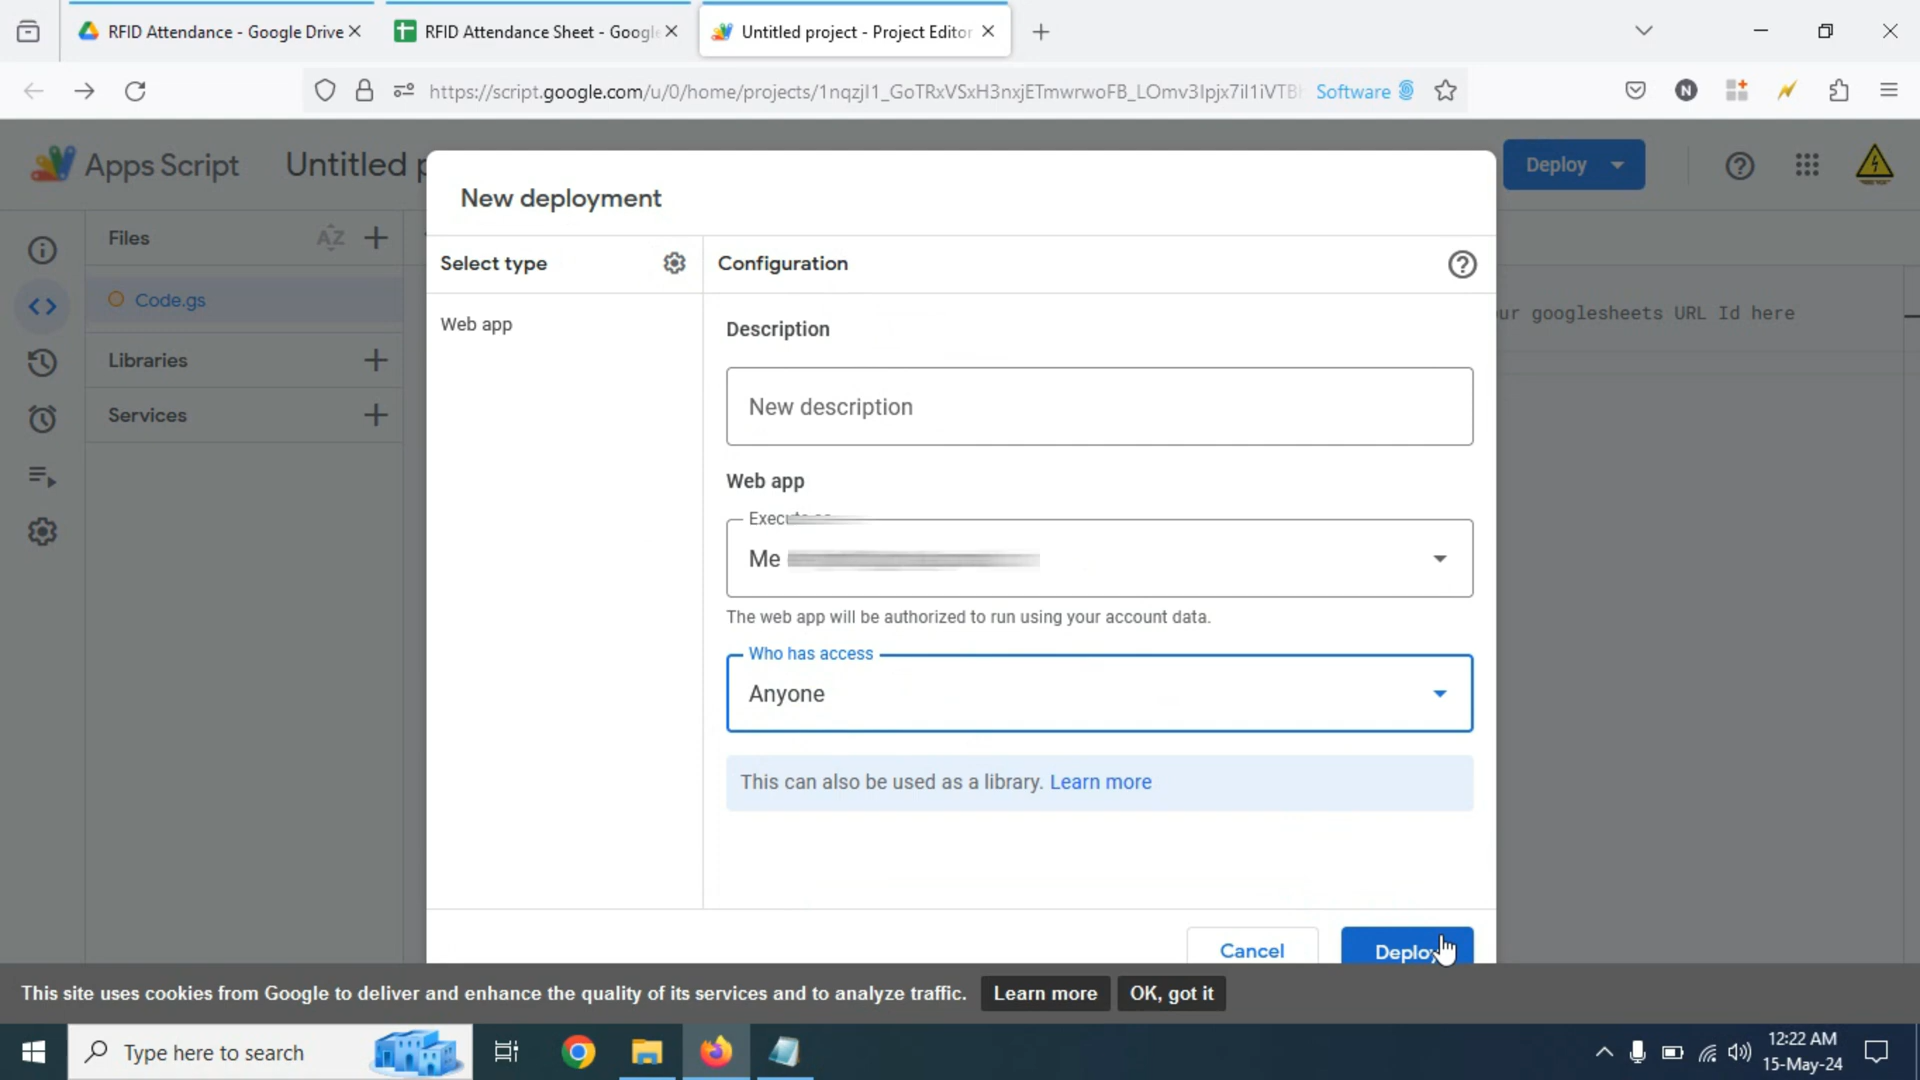 RFID Attendance - Google Drive
RFID Attendance Sheet - Google
Untitled project - Project Editor
https://script.google.com/u/0/home/projects/1nqzjI1_GoTRxVSxH3nxjETmwrwoFB_LOmv3Ipjx7il1iVTB
Software
N
Apps Script
Untitled p
Deploy
New deployment
Files
AZ
Select type
Configuration
Code.gs
ur googlesheets URL Id here
Web app
Description
Libraries
New description
Services
Web app
Me
The web app will be authorized to run using your account data.
Who has access
Anyone
This can also be used as a library. Learn more
Cancel
Deploy
This site uses cookies from Google to deliver and enhance the quality of its services and to analyze traffic.
Learn more
OK, got it
Type here to search
12:22 AM
15-May-24